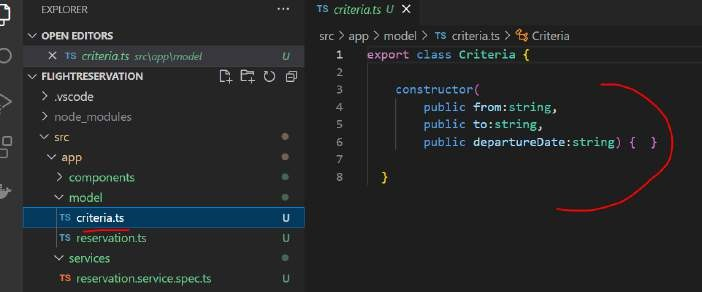 EXPLORER
OPEN EDITORS
TS criteria.ts src\app\model U
FLIGHTRESERVATION
.vscode
node_modules
src
app
components
model
TS criteria.ts U
TS reservation.ts U
services
TS reservation.service.spec.ts U
TS criteria.ts U
src > app > model > TS criteria.ts > Criteria
1 export class Criteria {
2
3 constructor(
4 public from:string,
5 public to:string,
6 public departureDate:string) { }
7
8 }